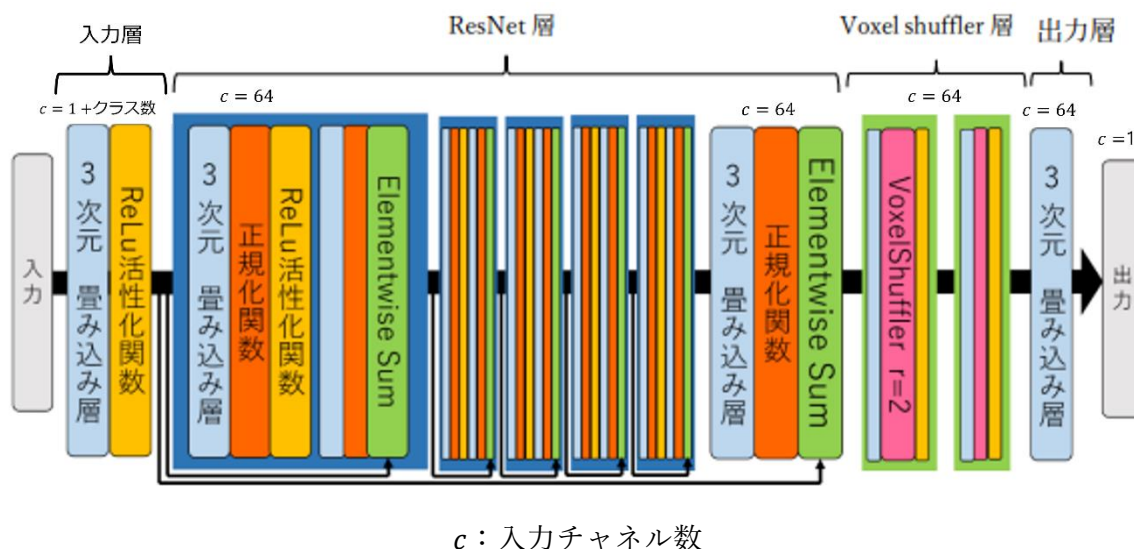 入力層
ResNet 層
Voxel shuffler 層
出力層
c = 1 +クラス数
c = 64
c = 64
c = 64
c = 64
c = 1
入力
3次元 畳み込み層
ReLu活性化関数
3次元 畳み込み層
正規化関数
ReLu活性化関数
Elementwise Sum
3次元 畳み込み層
正規化関数
Elementwise Sum
VoxelShuffler r=2
3次元 畳み込み層
出力
c：入力チャネル数